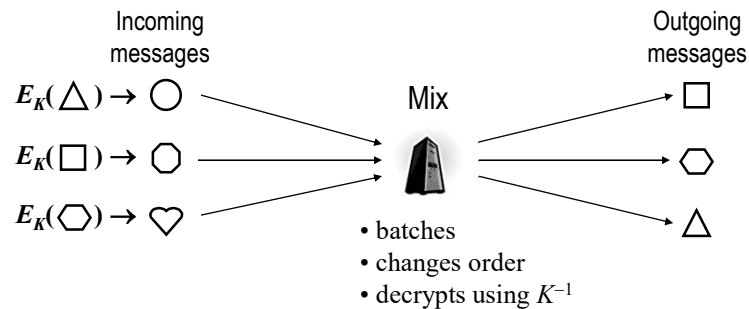 Incoming
messages
Outgoing
messages
E_K(△) → ○
Mix
E_K(□) → 
E_K(⬡) → ♡
• batches
• changes order
• decrypts using K⁻¹